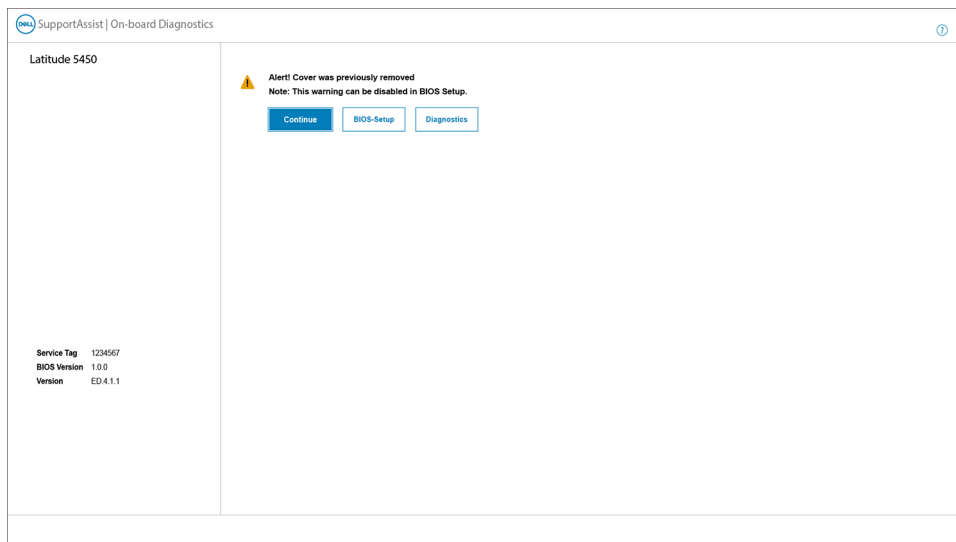 DELL SupportAssist | On-board Diagnostics
?
Latitude 5450
Alert! Cover was previously removed
Note: This warning can be disabled in BIOS Setup.
Continue BIOS-Setup Diagnostics
Service Tag 1234567
BIOS Version 1.0.0
Version ED.4.1.1